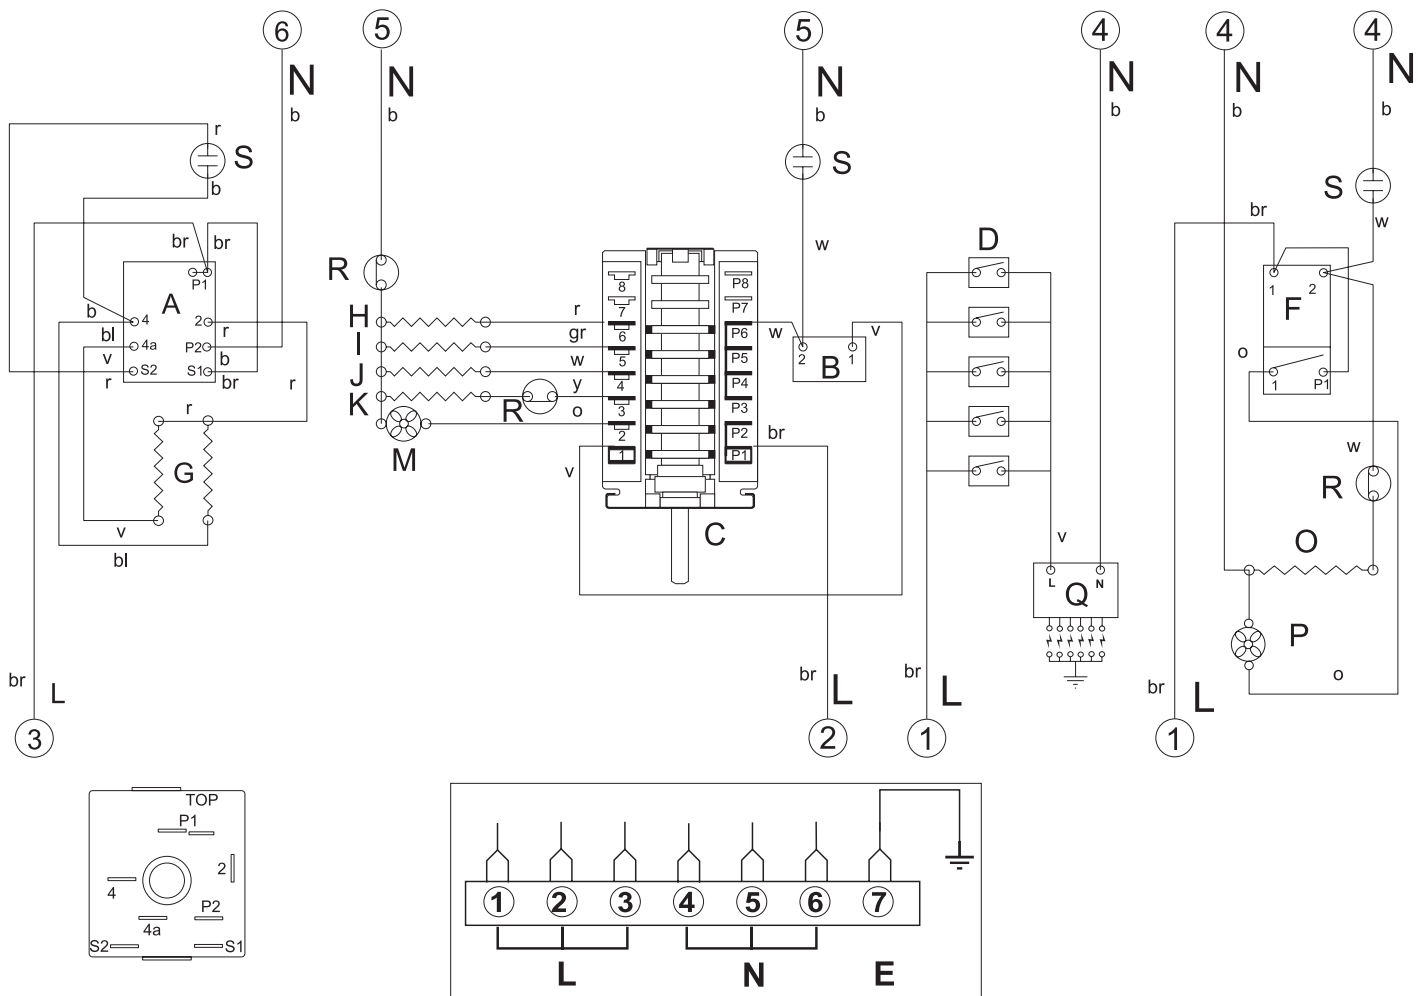 6 5 5 4 4 4
N N N N N N
b b b b b b
r S
b
S
S
w
w
br br
br
D
R
br
A
P1
b 4 2 r
bl 4a P2 b
v S2 S1 br
r
r
H r
I gr
J w
K R y
M o
8
7
6
5
4
3
2
1
P8
P7
P6
P5
P4
P3
P2
P1
w v
2 B 1
br
v
C
1 2
F
o
1 P1
w
R
O
r
G
v
bl
v
L N
Q
P
o
br L
br L
br L
br L
3 2 1 1
TOP
P1
2
4
P2
4a
S2 S1
1 2 3 4 5 6 7
L N E